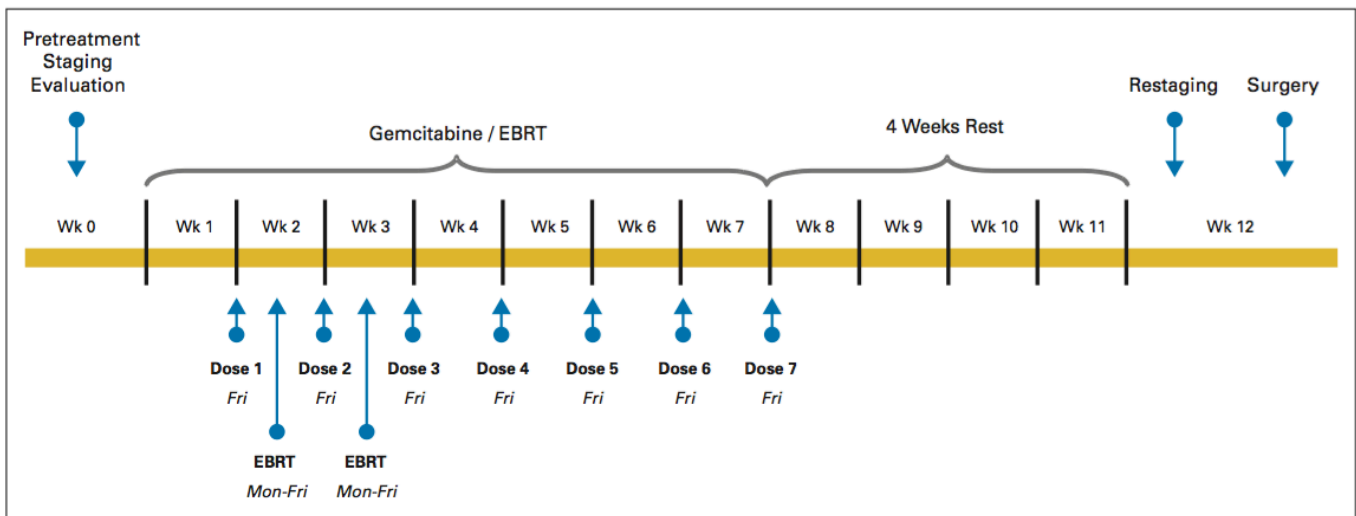 Pretreatment
Staging
Evaluation
Gemcitabine / EBRT
4 Weeks Rest
Restaging
Surgery
Wk 0
Wk 1
Wk 2
Wk 3
Wk 4
Wk 5
Wk 6
Wk 7
Wk 8
Wk 9
Wk 10
Wk 11
Wk 12
Dose 1
Fri
Dose 2
Fri
Dose 3
Fri
Dose 4
Fri
Dose 5
Fri
Dose 6
Fri
Dose 7
Fri
EBRT
Mon-Fri
EBRT
Mon-Fri